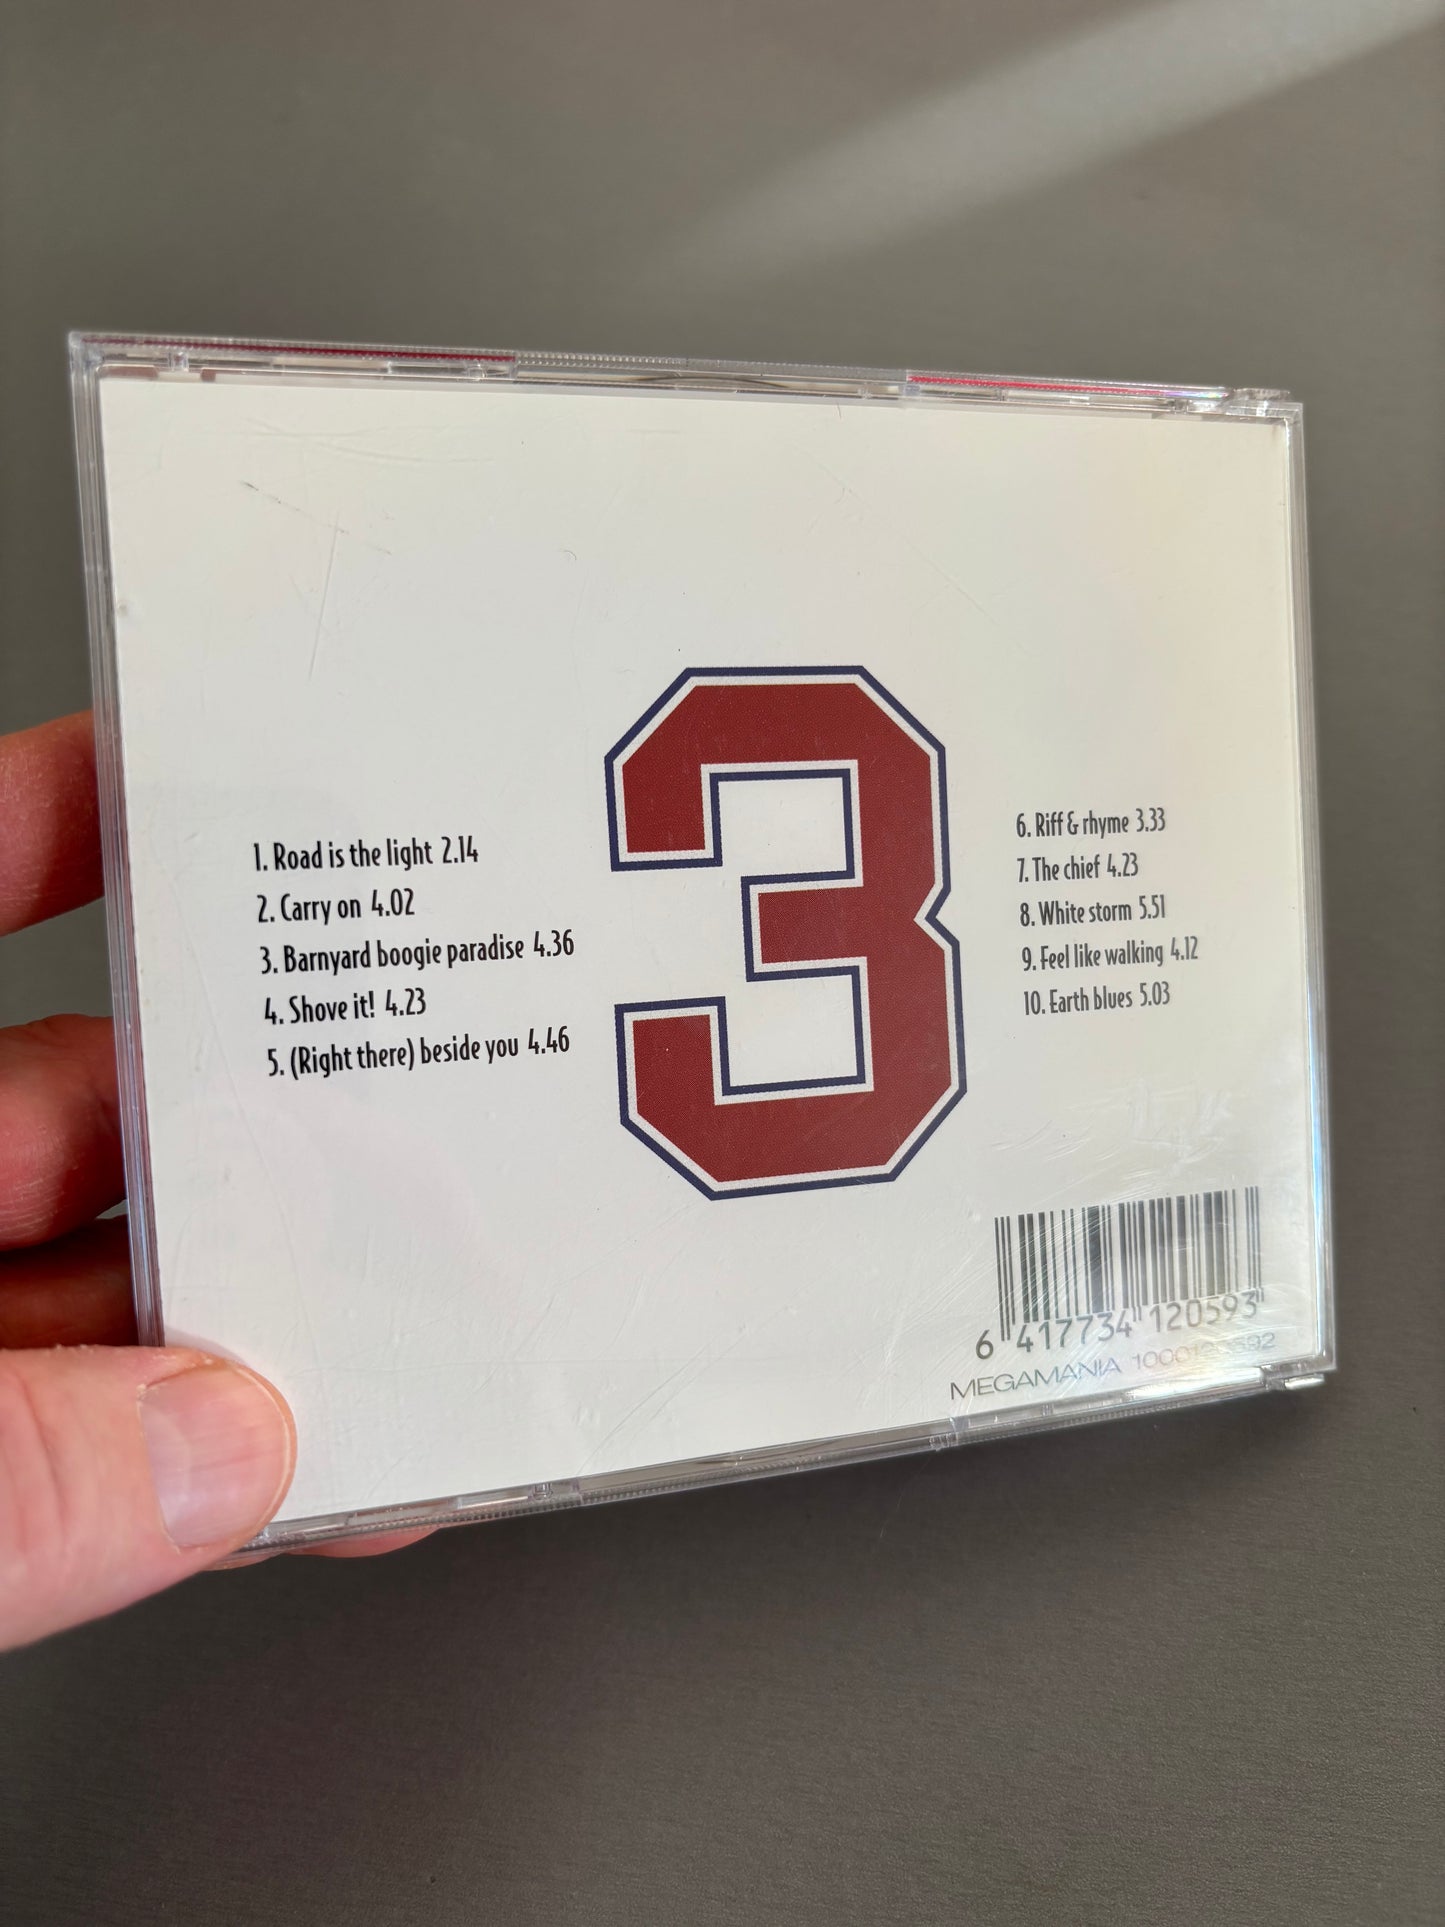 1. Road is the light 2.14
2. Carry on 4.02
3. Barnyard boogie paradise 4.36
4. Shove it! 4.23
5. (Right there) beside you 4.46
3
6. Riff & rhyme 3.33
7. The chief 4.23
8. White storm 5.51
9. Feel like walking 4.12
10. Earth blues 5.03
6 417734 120593
MEGAMANIA